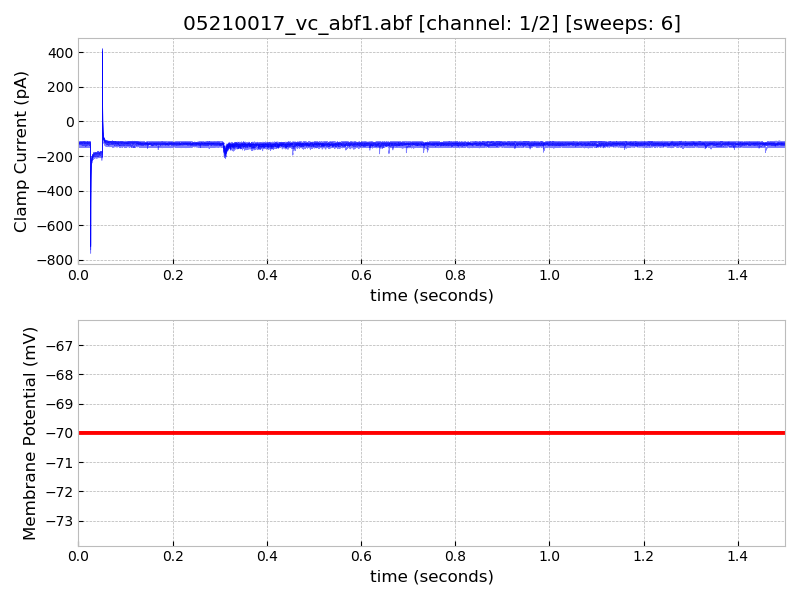 05210017_vc_abf1.abf [channel: 1/2] [sweeps: 6]
Clamp Current (pA)
400
200
0
−200
−400
−600
−800
0.0 0.2 0.4 0.6 0.8 1.0 1.2 1.4
time (seconds)
Membrane Potential (mV)
−67
−68
−69
−70
−71
−72
−73
0.0 0.2 0.4 0.6 0.8 1.0 1.2 1.4
time (seconds)